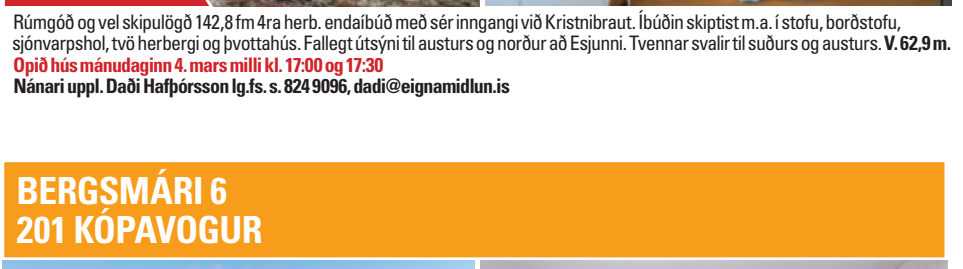 Rúmgóð og vel skipulögð 142,8 fm 4ra herb. endaíbúð með sér inngangi við Kristnibraut. Íbúðin skiptist m.a. í stofu, borðstofu,
sjónvarpshol, tvö herbergi og þvottahús. Fallegt útsýni til austurs og norður að Esjunni. Tvennar svalir til suðurs og austurs. V. 62,9 m.
Opið hús mánudaginn 4. mars milli kl. 17:00 og 17:30
Nánari uppl. Daði Hafþórsson lg.fs. s. 824 9096, dadi@eignamidlun.is
BERGSMÁRI 6
201 KÓPAVOGUR